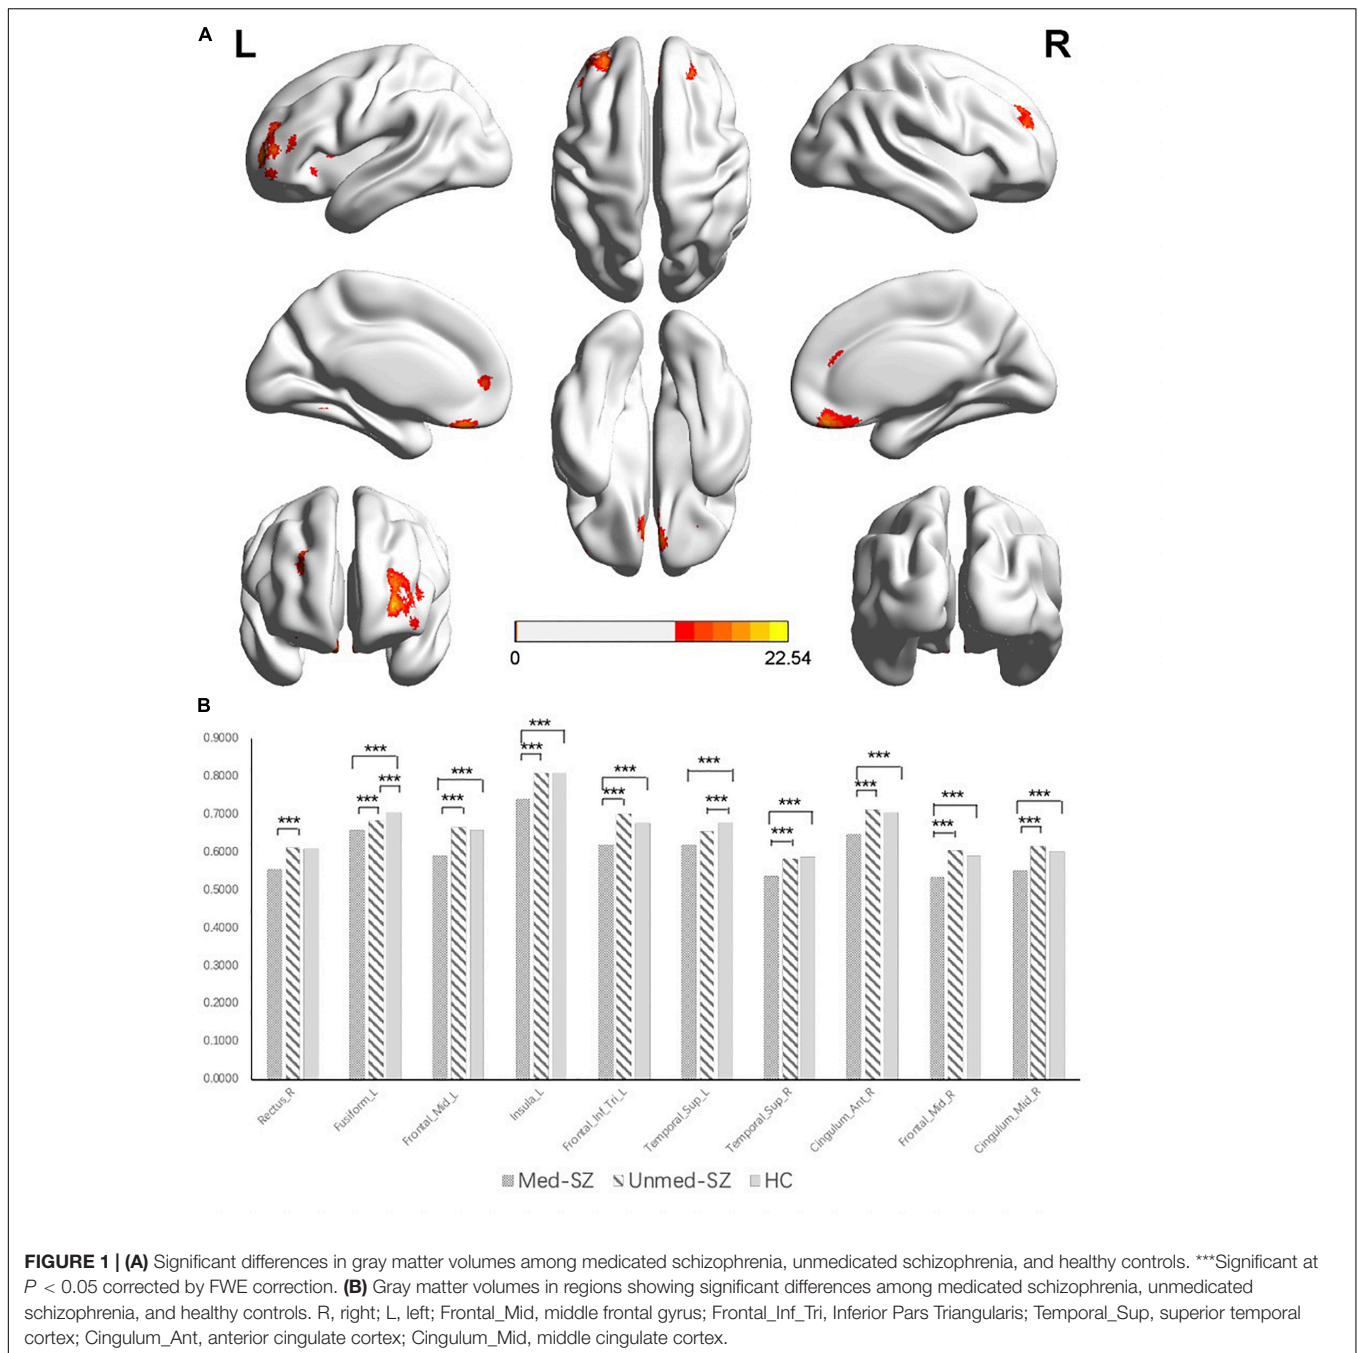 A
L
R
0
22.54
B
0.9000
0.8000
0.7000
0.6000
0.5000
0.4000
0.3000
0.2000
0.1000
0.0000
***
*** *** ***
*** ***
*** ***
*** ***
*** ***
*** ***
*** ***
*** ***
*** ***
Rectus_R
Fusiform_L
Frontal_Mid_L
Insula_L
Frontal_Inf_Tri_L
Temporal_Sup_L
Temporal_Sup_R
Cingulum_Ant_R
Frontal_Mid_R
Cingulum_Mid_R
Med-SZ Unmed-SZ HC
FIGURE 1 | (A) Significant differences in gray matter volumes among medicated schizophrenia, unmedicated schizophrenia, and healthy controls. ***Significant at
P < 0.05 corrected by FWE correction. (B) Gray matter volumes in regions showing significant differences among medicated schizophrenia, unmedicated
schizophrenia, and healthy controls. R, right; L, left; Frontal_Mid, middle frontal gyrus; Frontal_Inf_Tri, Inferior Pars Triangularis; Temporal_Sup, superior temporal
cortex; Cingulum_Ant, anterior cingulate cortex; Cingulum_Mid, middle cingulate cortex.